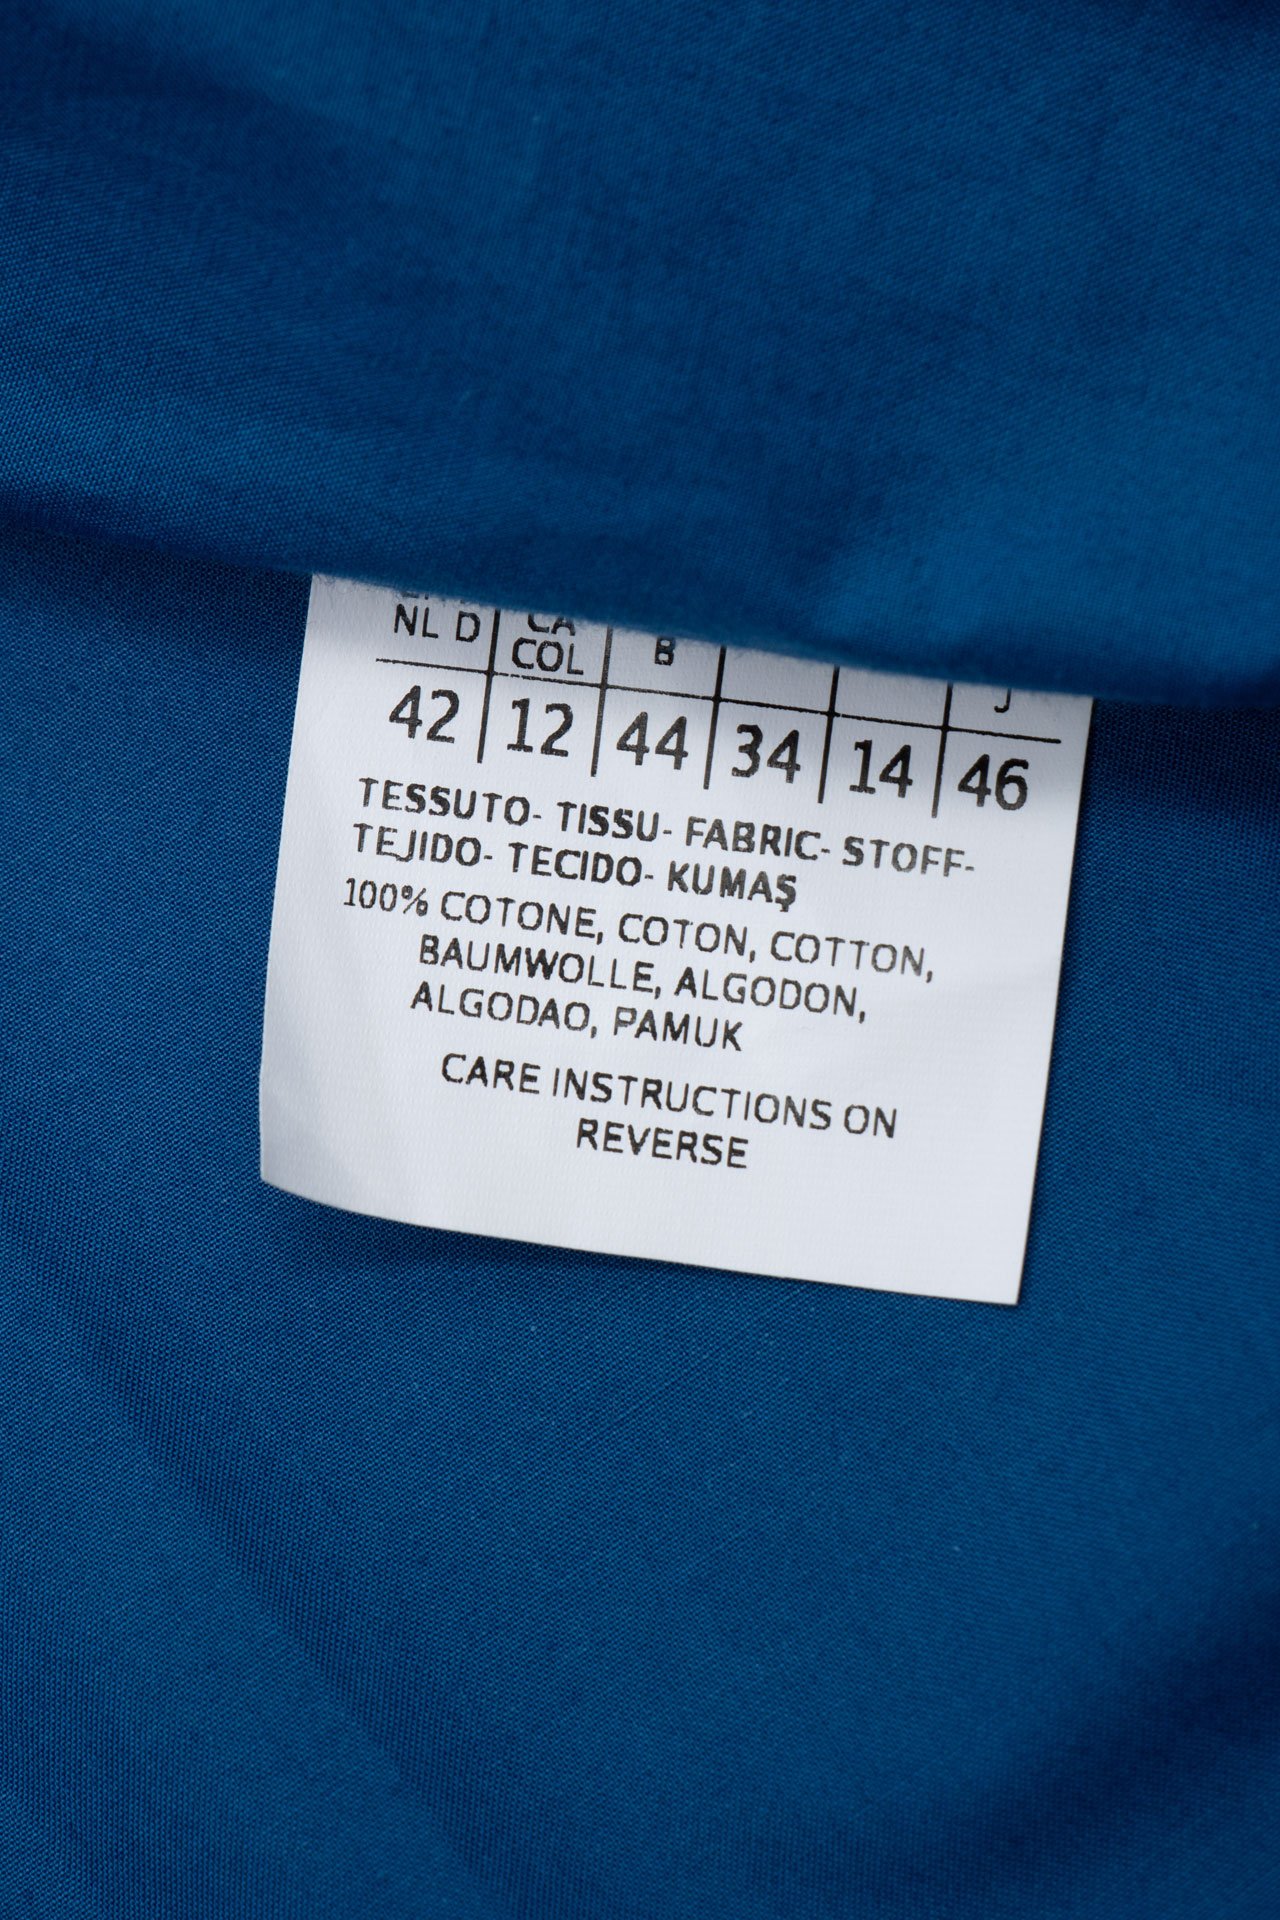 NL D CA B J
COL
42 12 44 34 14 46
TESSUTO- TISSU- FABRIC- STOFF-
TEJIDO- TECIDO- KUMAŞ
100% COTONE, COTON, COTTON,
BAUMWOLLE, ALGODON,
ALGODAO, PAMUK
CARE INSTRUCTIONS ON
REVERSE